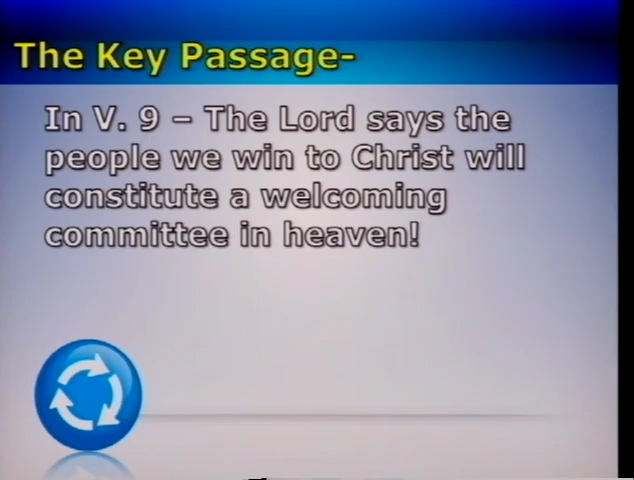 The Key Passage-
In V. 9 – The Lord says the
people we win to Christ will
constitute a welcoming
committee in heaven!